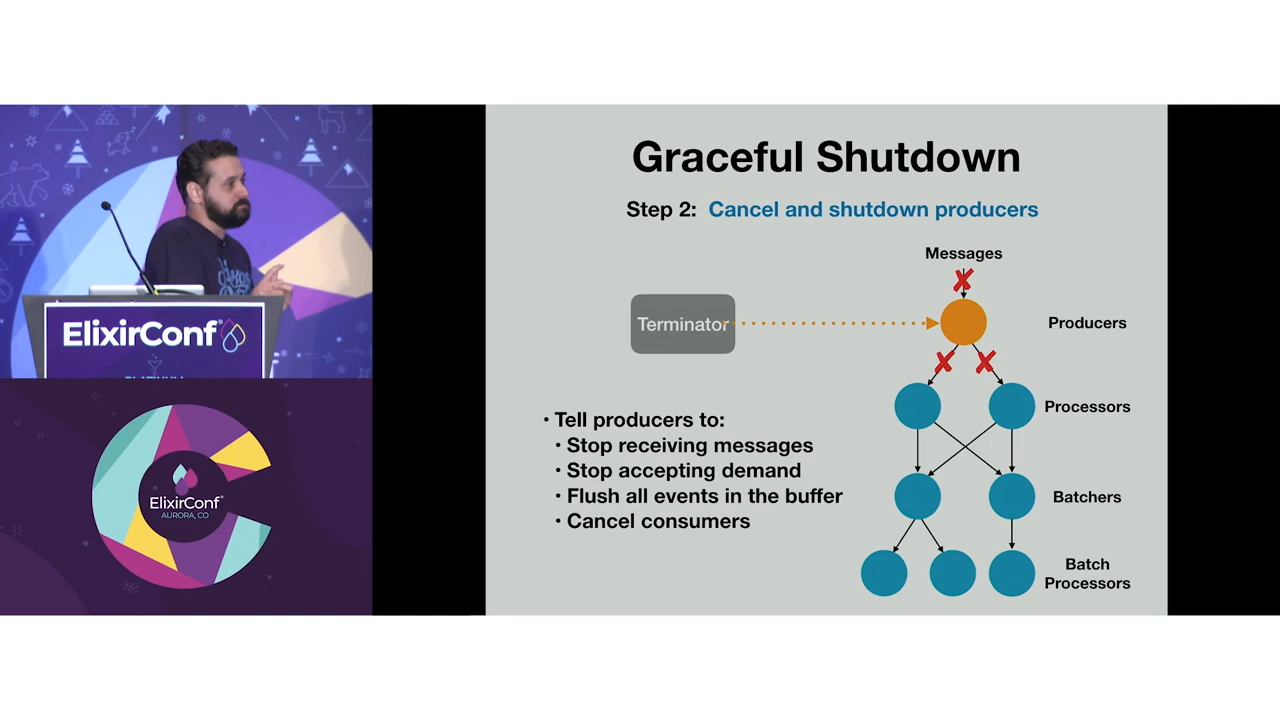 Graceful Shutdown
Step 2: Cancel and shutdown producers
Messages
Terminator
Producers
Processors
• Tell producers to:
• Stop receiving messages
• Stop accepting demand
• Flush all events in the buffer
• Cancel consumers
Batchers
Batch
Processors
ElixirConf
ElixirConf
AURORA, CO